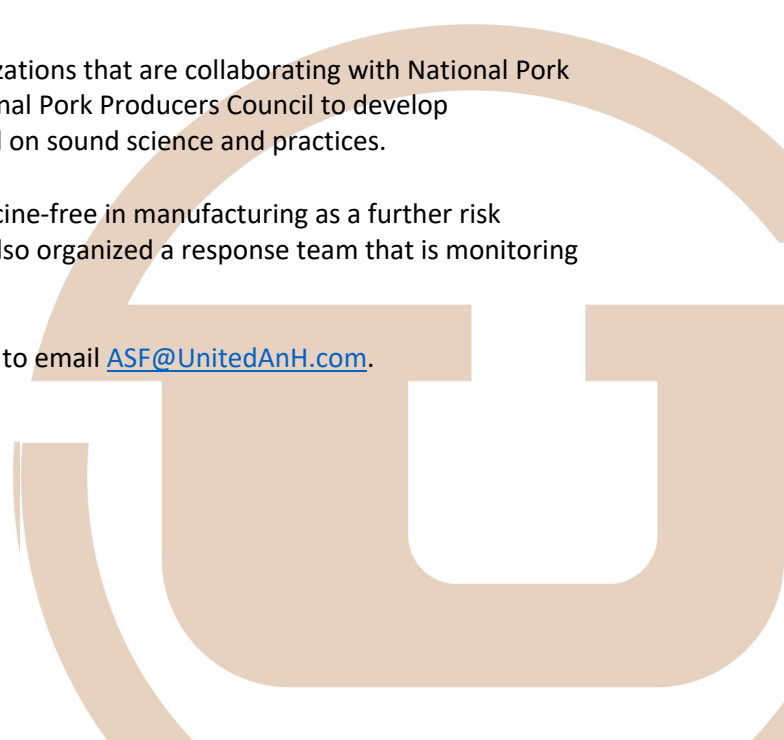 zations that are collaborating with National Pork
nal Pork Producers Council to develop
on sound science and practices.
cine-free in manufacturing as a further risk
lso organized a response team that is monitoring
to email ASF@UnitedAnH.com.